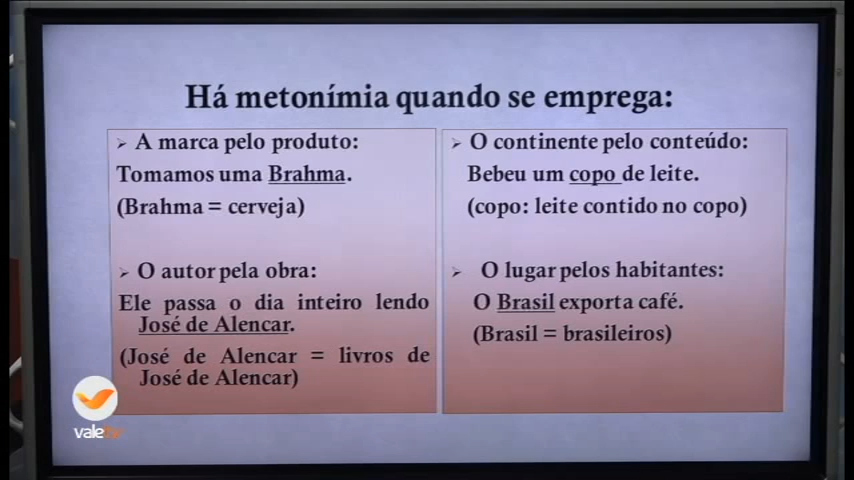 Há metonímia quando se emprega:
➢ A marca pelo produto:
Tomamos uma Brahma.
(Brahma = cerveja)
➢ O autor pela obra:
Ele passa o dia inteiro lendo
José de Alencar.
(José de Alencar = livros de
José de Alencar)
➢ O continente pelo conteúdo:
Bebeu um copo de leite.
(copo: leite contido no copo)
➢ O lugar pelos habitantes:
O Brasil exporta café.
(Brasil = brasileiros)
valetv